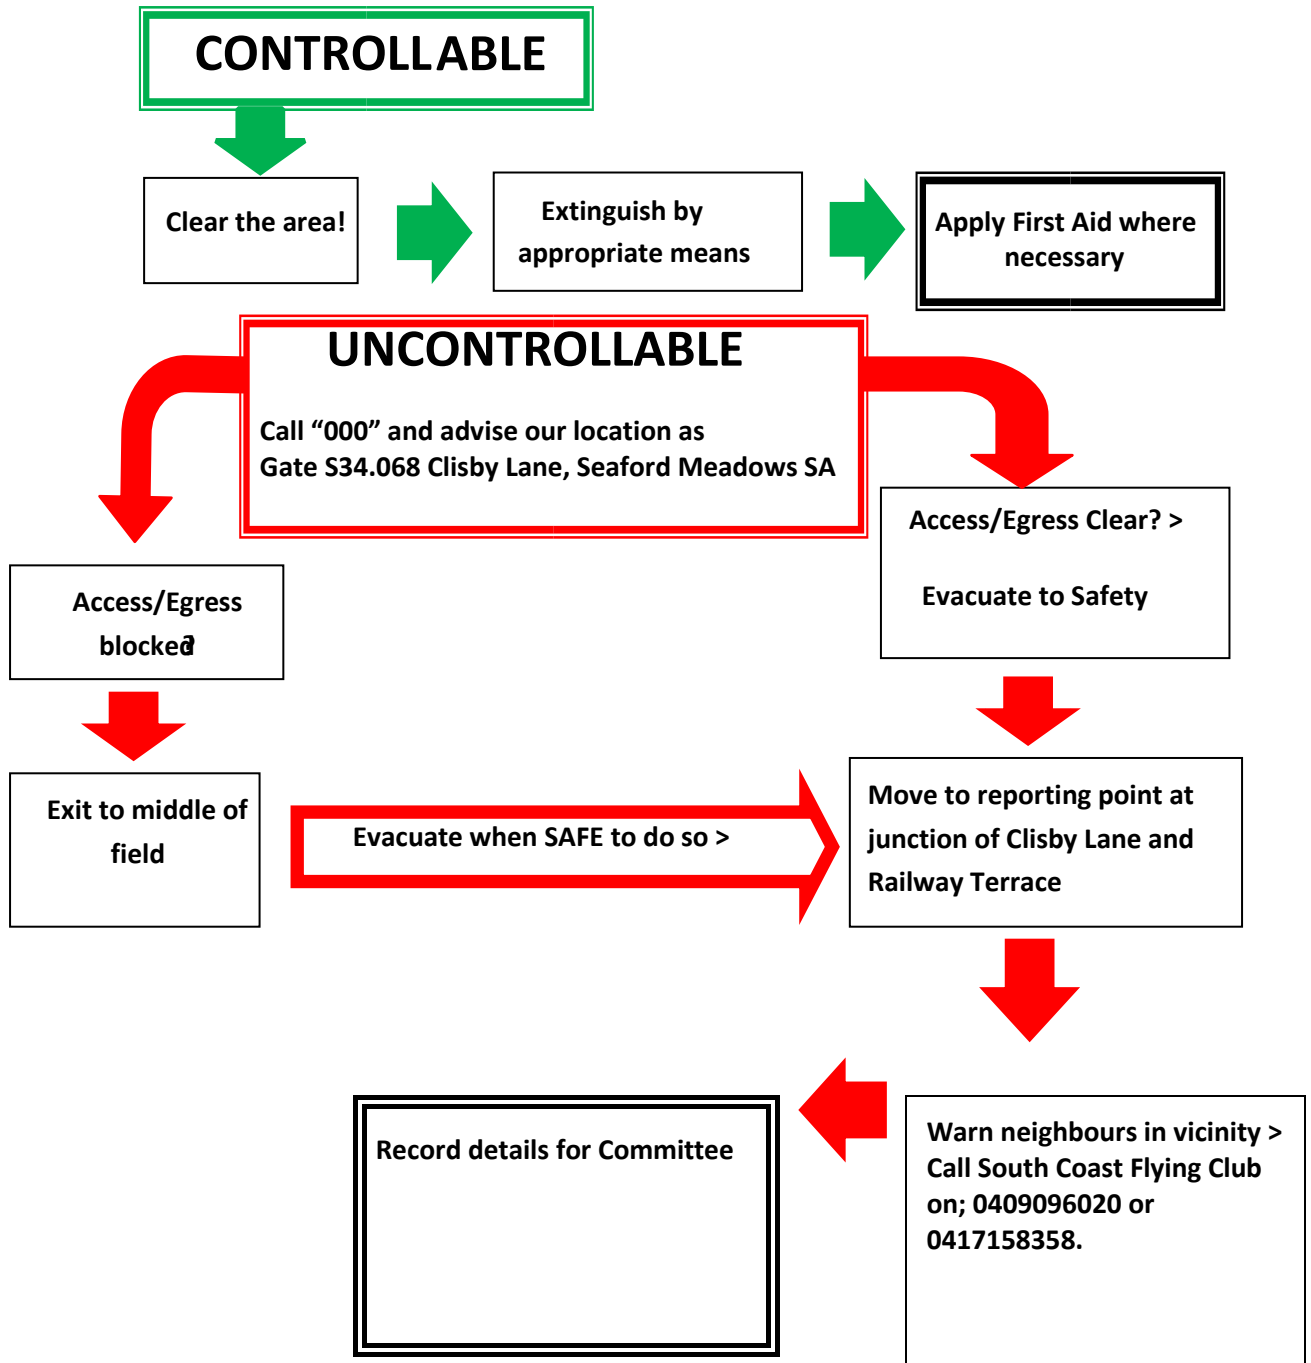 CONTROLLABLE
Clear the area!
Extinguish by
appropriate means
Apply First Aid where
necessary
UNCONTROLLABLE
Call “000” and advise our location as
Gate S34.068 Clisby Lane, Seaford Meadows SA
Access/Egress
blocked?
Access/Egress Clear? >
Evacuate to Safety
Exit to middle of
field
Evacuate when SAFE to do so >
Move to reporting point at
junction of Clisby Lane and
Railway Terrace
Record details for Committee
Warn neighbours in vicinity >
Call South Coast Flying Club
on; 0409096020 or
0417158358.